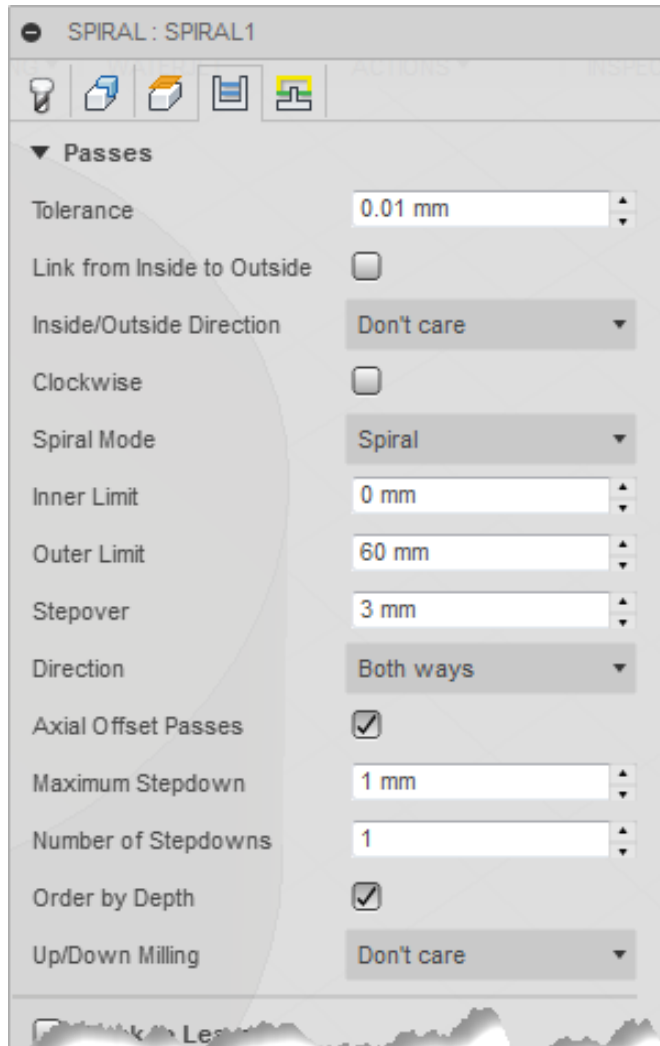 SPIRAL : SPIRAL1
ACTIONS
INSPEC
Passes
Tolerance 0.01 mm
Link from Inside to Outside
Inside/Outside Direction Don't care
Clockwise
Spiral Mode Spiral
Inner Limit 0 mm
Outer Limit 60 mm
Stepover 3 mm
Direction Both ways
Axial Offset Passes
Maximum Stepdown 1 mm
Number of Stepdowns 1
Order by Depth
Up/Down Milling Don't care